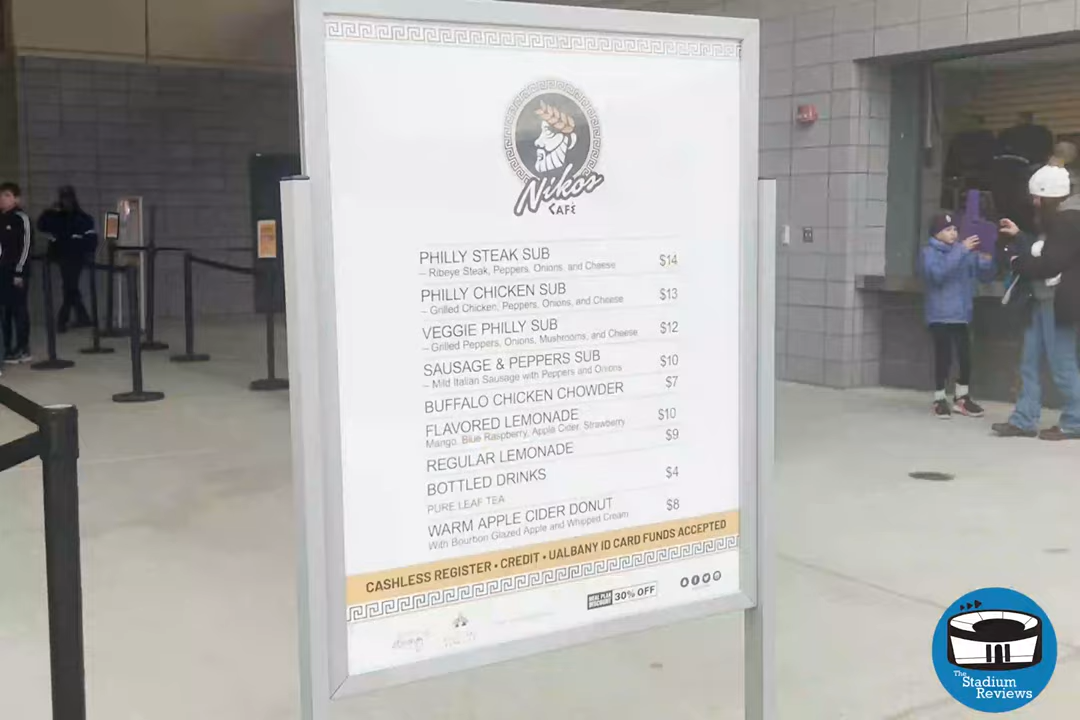 Nikos
CAFE
PHILLY STEAK SUB $14
– Ribeye Steak, Peppers, Onions, and Cheese
PHILLY CHICKEN SUB $13
– Grilled Chicken, Peppers, Onions, and Cheese
VEGGIE PHILLY SUB $12
– Grilled Peppers, Onions, Mushrooms, and Cheese
SAUSAGE & PEPPERS SUB $10
– Mild Italian Sausage with Peppers and Onions
BUFFALO CHICKEN CHOWDER $7
FLAVORED LEMONADE $10
Mango, Blue Raspberry, Apple Cider, Strawberry
REGULAR LEMONADE $9
BOTTLED DRINKS $4
PURE LEAF TEA
WARM APPLE CIDER DONUT $8
With Bourbon Glazed Apple and Whipped Cream
CASHLESS REGISTER • CREDIT • UALBANY ID CARD FUNDS ACCEPTED
MEAL PLAN DISCOUNT 30% OFF
The
Stadium
Reviews